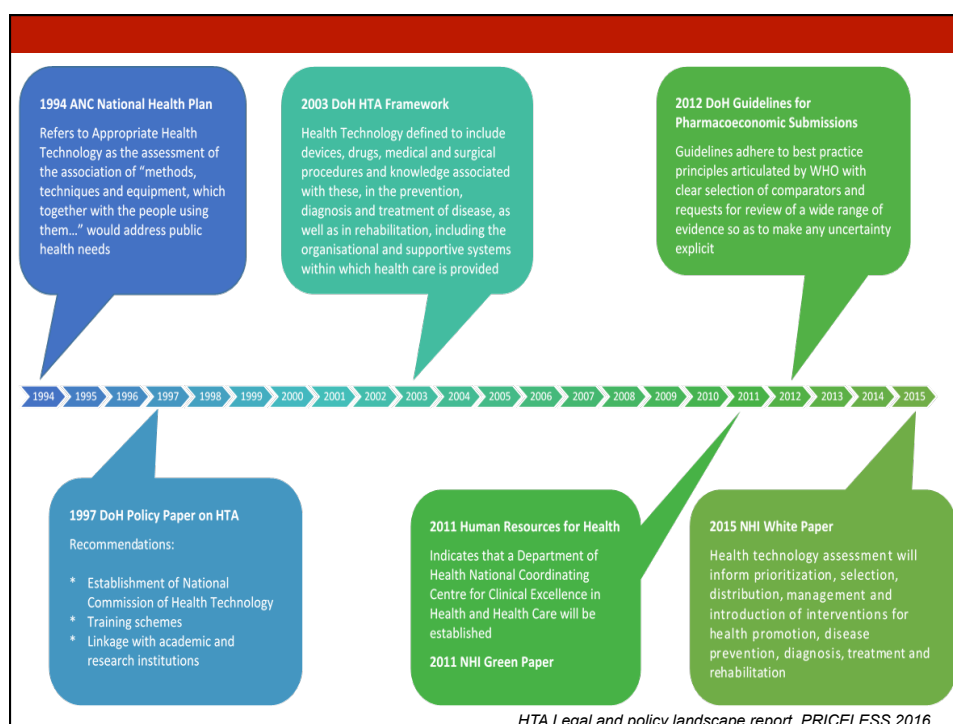 1994 ANC National Health Plan
Refers to Appropriate Health
Technology as the assessment of
the association of “methods,
techniques and equipment, which
together with the people using
them…” would address public
health needs
2003 DoH HTA Framework
Health Technology defined to include
devices, drugs, medical and surgical
procedures and knowledge associated
with these, in the prevention,
diagnosis and treatment of disease, as
well as in rehabilitation, including the
organisational and supportive systems
within which health care is provided
2012 DoH Guidelines for
Pharmacoeconomic Submissions
Guidelines adhere to best practice
principles articulated by WHO with
clear selection of comparators and
requests for review of a wide range of
evidence so as to make any uncertainty
explicit
1994 1995 1996 1997 1998 1999 2000 2001 2002 2003 2004 2005 2006 2007 2008 2009 2010 2011 2012 2013 2014 2015
1997 DoH Policy Paper on HTA
Recommendations:
* Establishment of National
Commission of Health Technology
* Training schemes
* Linkage with academic and
research institutions
2011 Human Resources for Health
Indicates that a Department of
Health National Coordinating
Centre for Clinical Excellence in
Health and Health Care will be
established
2011 NHI Green Paper
2015 NHI White Paper
Health technology assessment will
inform prioritization, selection,
distribution, management and
introduction of interventions for
health promotion, disease
prevention, diagnosis, treatment and
rehabilitation
HTA Legal and policy landscape report, PRICELESS 2016